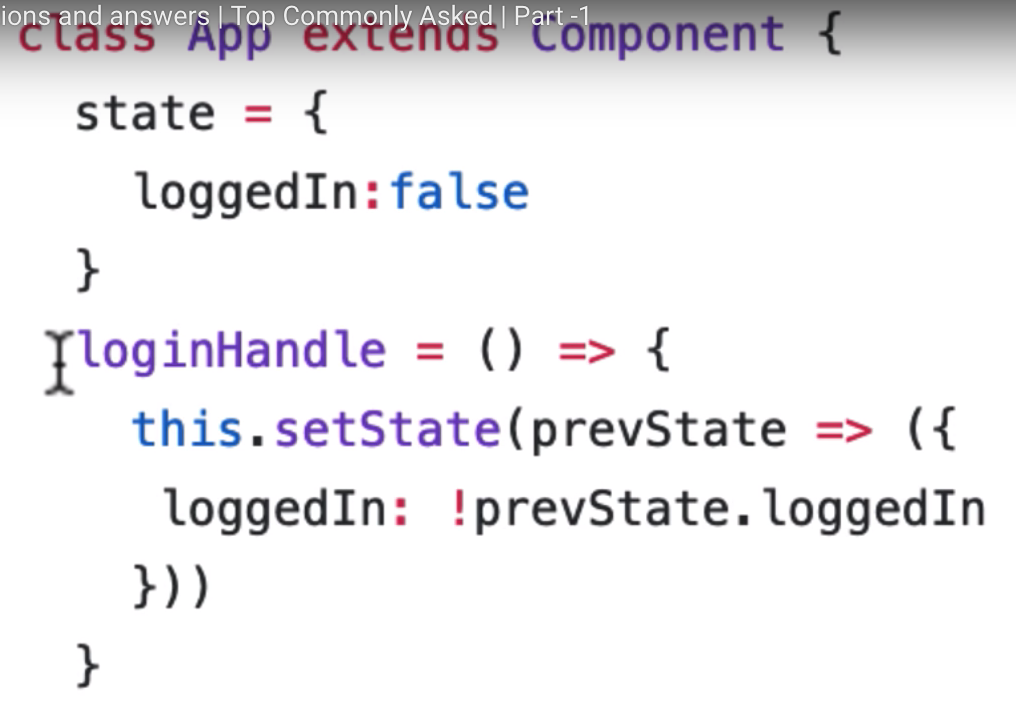 ions and answers | Top Commonly Asked | Part -1
class App extends Component {
state = {
loggedIn:false
}
loginHandle = () => {
this.setState(prevState => ({
loggedIn: !prevState.loggedIn
}))
}